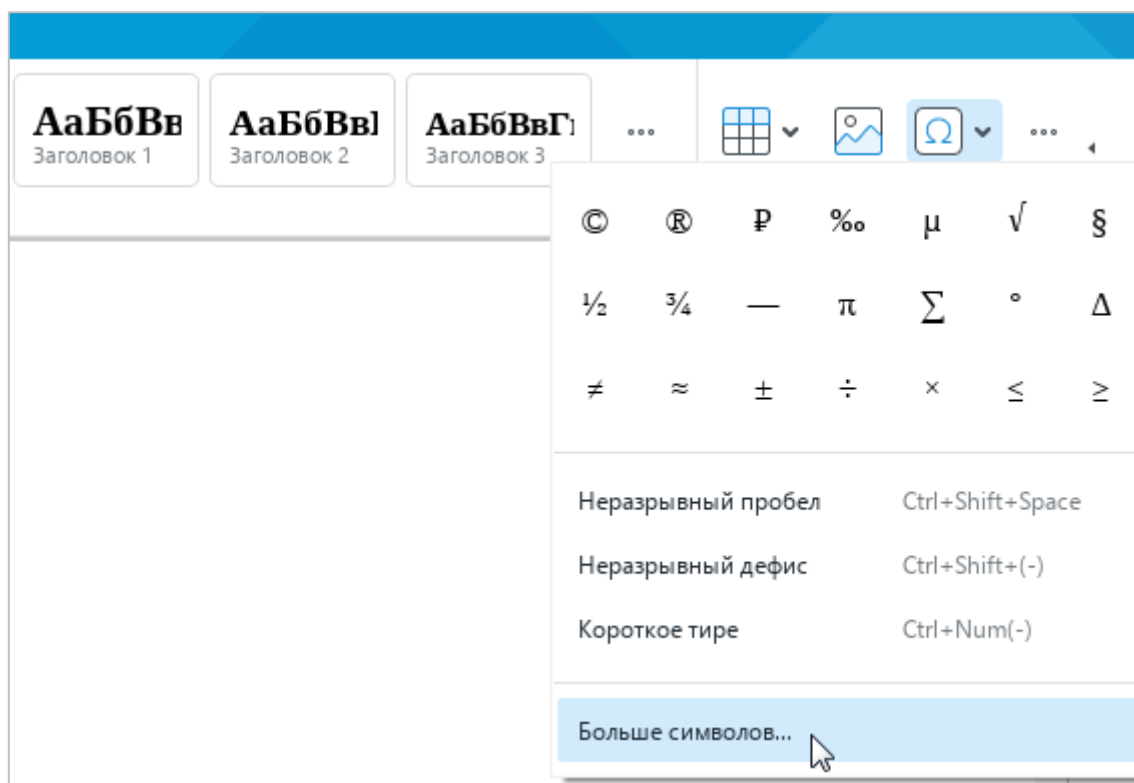 АаБбВв
Заголовок 1
АаБбВвГ
Заголовок 2
АаБбВвГг
Заголовок 3
Ω
© ® ₽ ‰ µ √ §
½ ¾ — π ∑ ° Δ
≠ ≈ ± ÷ × ≤ ≥
Неразрывный пробел Ctrl+Shift+Space
Неразрывный дефис Ctrl+Shift+(-)
Короткое тире Ctrl+Num(-)
Больше символов...